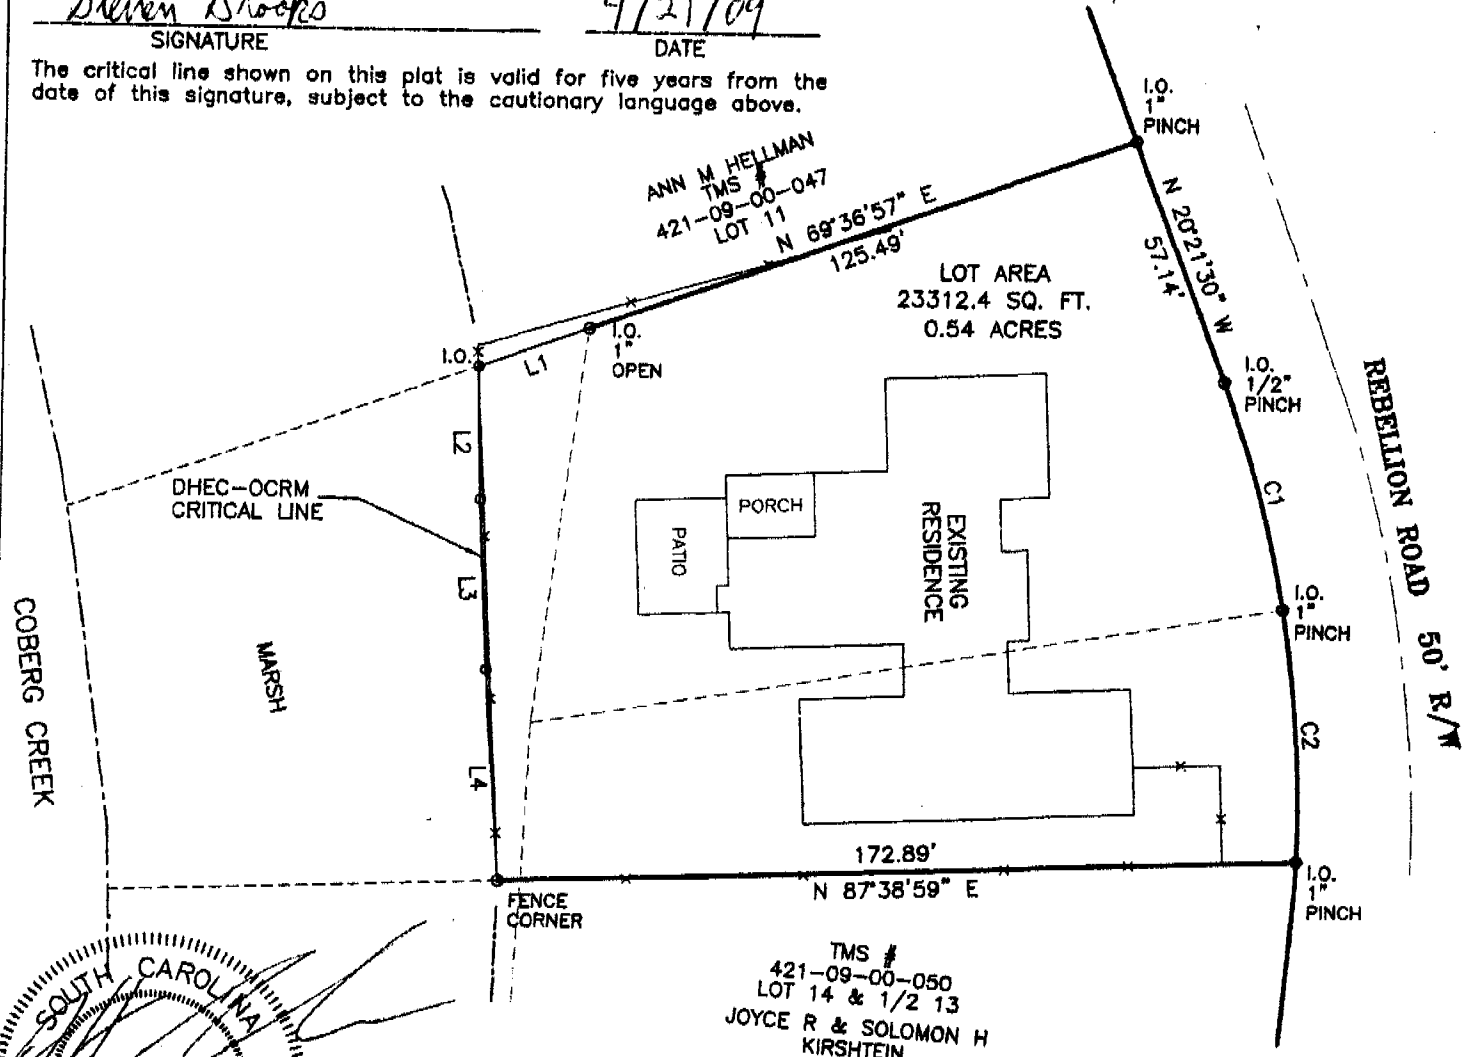 Steven Brooks
9/21/09
SIGNATURE
DATE
The critical line shown on this plat is valid for five years from the
date of this signature, subject to the cautionary language above.
I.O.
1"
PINCH
ANN M HELLMAN
TMS #
421-09-00-047
LOT 11
N 69°36'57" E
125.49'
N 20°21'30" W
57.14'
LOT AREA
23312.4 SQ. FT.
0.54 ACRES
I.O.
L1
I.O.
1"
OPEN
I.O.
1/2"
PINCH
REBELLION ROAD 50' R/W
L2
C1
DHEC-OCRM
CRITICAL LINE
PORCH
PATIO
EXISTING
RESIDENCE
L3
I.O.
1"
PINCH
COBERG CREEK
MARSH
C2
L4
172.89'
N 87°38'59" E
FENCE
CORNER
I.O.
1"
PINCH
TMS #
421-09-00-050
LOT 14 & 1/2 13
JOYCE R & SOLOMON H
KIRSHTEIN
SOUTH CAROLINA